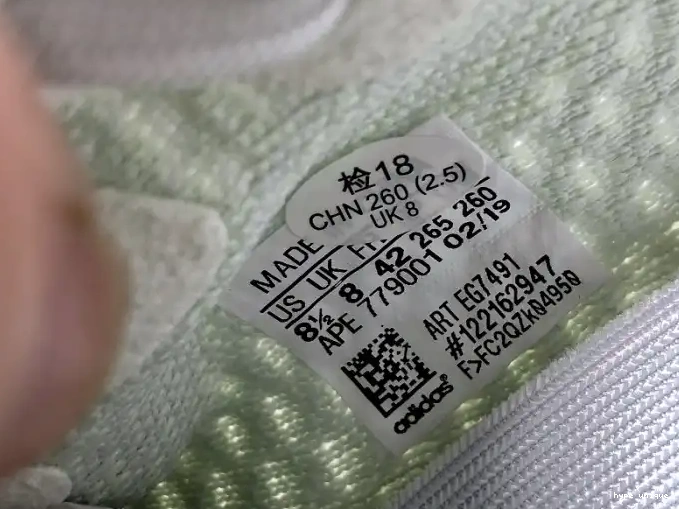 检18
CHN 260 (2.5)
UK 8
MADE
US UK
8½ 8 42 265 260
APE 779001 02/19
ART EG7491
#122162947
F>FC2QZkQ495Q
adidas®